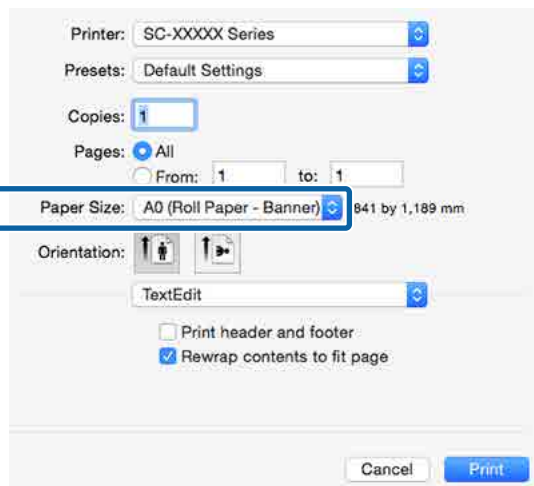 Printer: SC-XXXXX Series
Presets: Default Settings
Copies: 1
Pages: All
From: 1 to: 1
Paper Size: A0 (Roll Paper - Banner) 841 by 1,189 mm
Orientation:
TextEdit
Print header and footer
Rewrap contents to fit page
Cancel Print